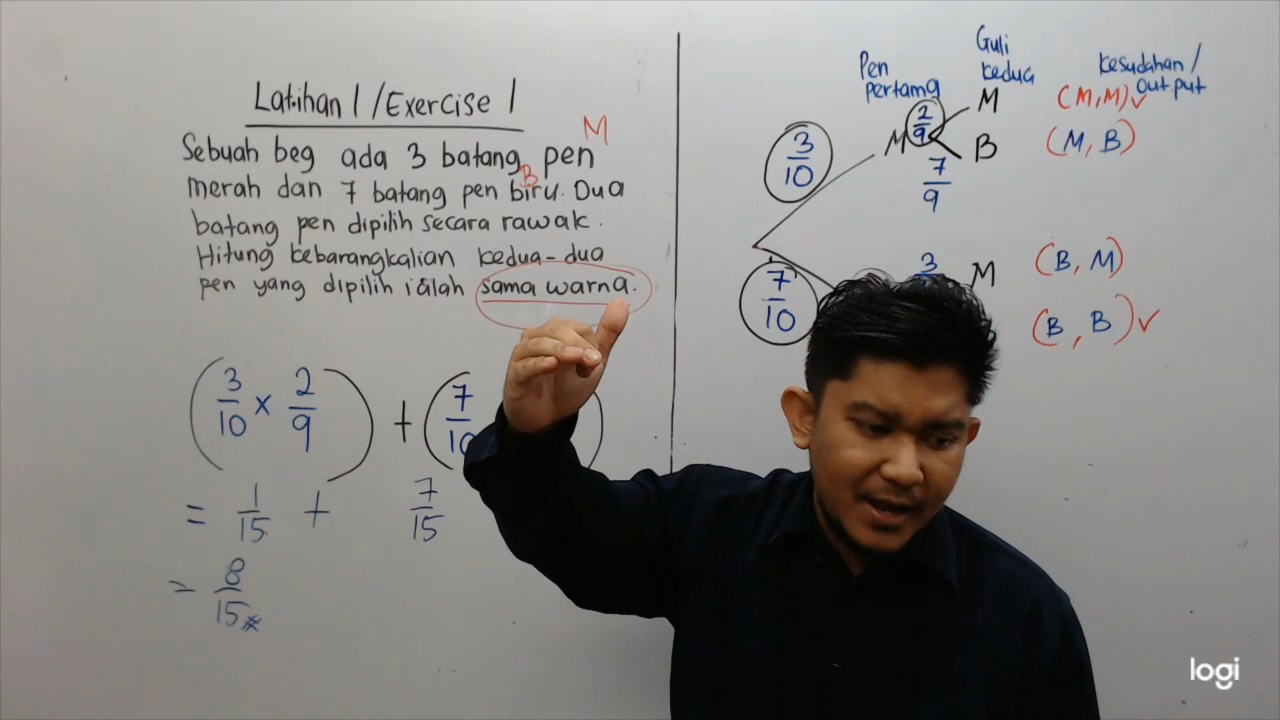 Latihan 1 / Exercise 1
M
Sebuah beg ada 3 batang pen
B
merah dan 7 batang pen biru. Dua
batang pen dipilih secara rawak.
Hitung kebarangkalian kedua-dua
pen yang dipilih ialah sama warna.
(3/10 × 2/9) + (7/10
= 1/15 + 7/15
= 8/15 #
Pen pertama
Guli kedua
kesudahan / output
3/10 M 2/9 M (M, M) ✓
7/9 B (M, B)
7/10 3 M (B, M)
(B, B) ✓
logi